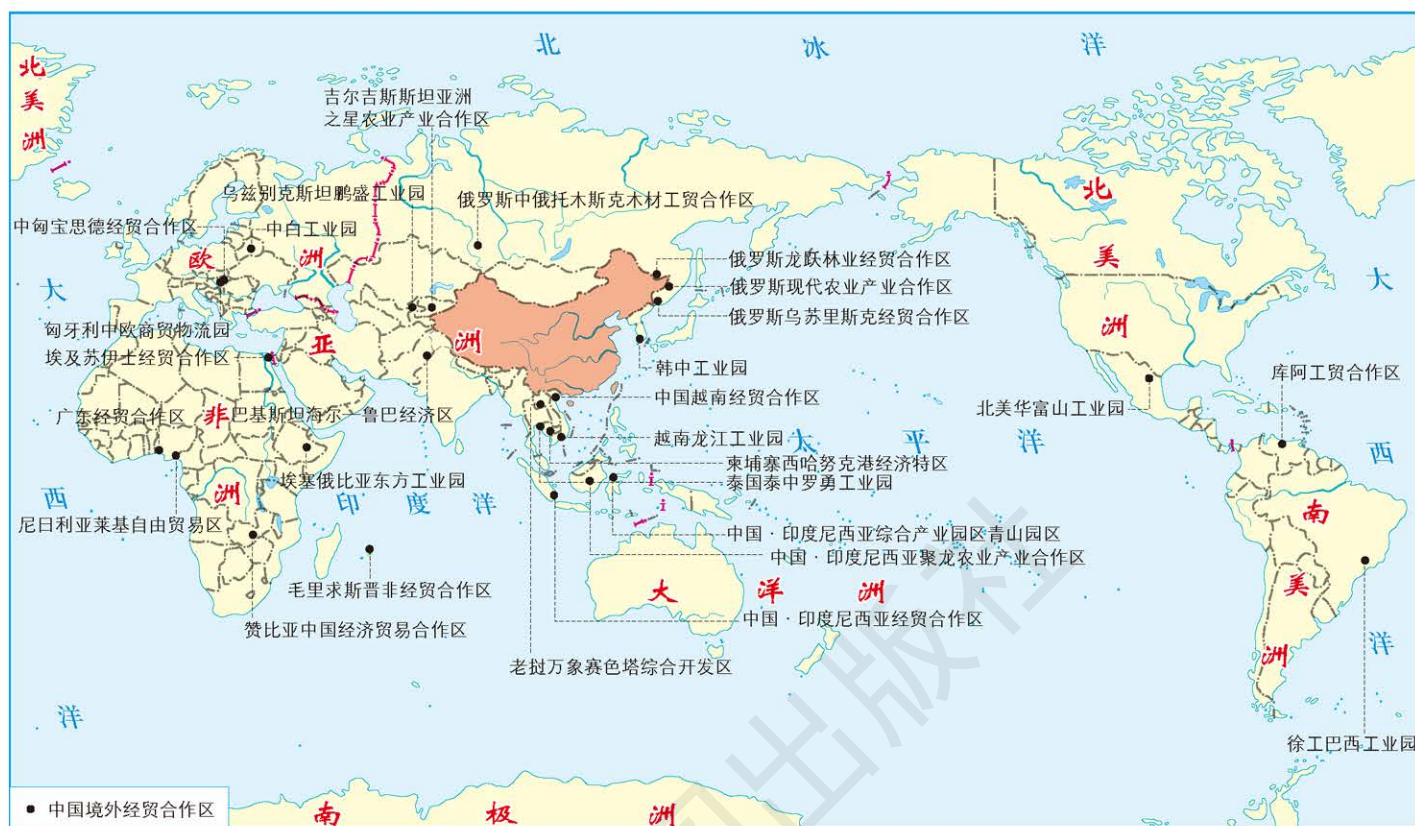 北 冰 洋
北美洲
吉尔吉斯斯坦亚洲
之星农业产业合作区
乌兹别克斯坦鹏盛工业园
俄罗斯中俄托木斯克木材工贸合作区
中匈宝思德经贸合作区
中白工业园
欧 洲
北美洲
俄罗斯龙跃林业经贸合作区
俄罗斯现代农业产业合作区
俄罗斯乌苏里斯克经贸合作区
大 西 洋
匈牙利中欧商贸物流园
埃及苏伊士经贸合作区
亚 洲
韩中工业园
库阿工贸合作区
中国越南经贸合作区
北美华富山工业园
广东经贸合作区
非 洲
巴基斯坦海尔—鲁巴经济区
越南龙江工业园
太 平 洋
大 西 洋
柬埔寨西哈努克港经济特区
泰国泰中罗勇工业园
埃塞俄比亚东方工业园
印 度 洋
尼日利亚莱基自由贸易区
南美洲
中国·印度尼西亚综合产业园区青山园区
中国·印度尼西亚聚龙农业产业合作区
毛里求斯晋非经贸合作区
大 洋 洲
中国·印度尼西亚经贸合作区
赞比亚中国经济贸易合作区
老挝万象赛色塔综合开发区
徐工巴西工业园
中国境外经贸合作区
南 极 洲
出版社